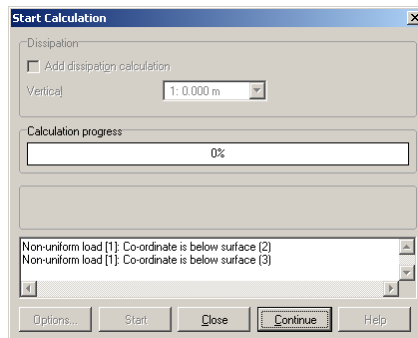 Start Calculation
Dissipation
Add dissipation calculation
Vertical
1: 0.000 m
Calculation progress
0%
Non-uniform load [1]: Co-ordinate is below surface (2)
Non-uniform load [1]: Co-ordinate is below surface (3)
Options...
Start
Close
Continue
Help